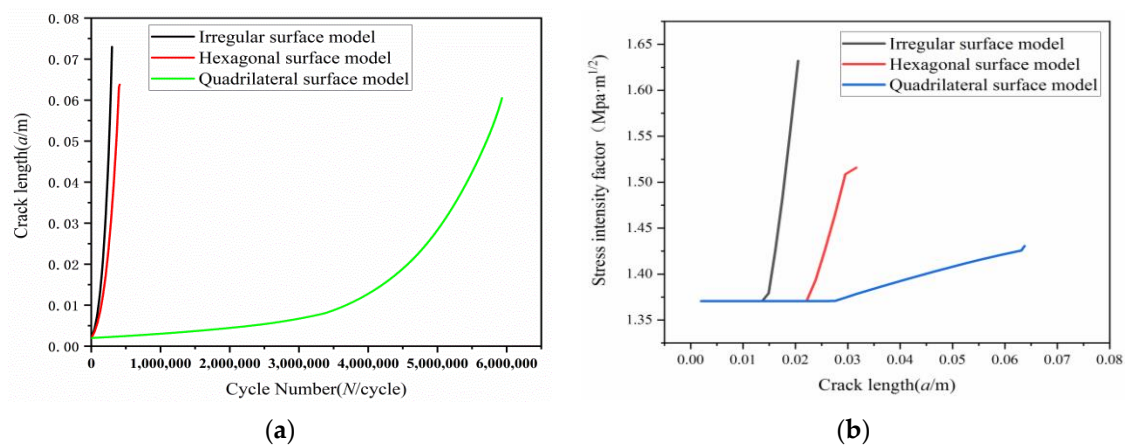 0. 08
0. 07
0. 06
0. 05
0. 04
0. 03
0. 02
0. 01
0. 00
Crack length(a/m)
Irregular surface model
Hexagonal surface model
Quadrilateral surface model
0 1,000,000 2,000,000 3,000,000 4,000,000 5,000,000 6,000,000
Cycle Number(N/cycle)
(a)
1.65
1.60
1.55
1.50
1.45
1.40
1.35
Stress intensity factor（Mpa·m1/2)
Irregular surface model
Hexagonal surface model
Quadrilateral surface model
0.00 0.01 0.02 0.03 0.04 0.05 0.06 0.07 0.08
Crack length(a/m)
(b)